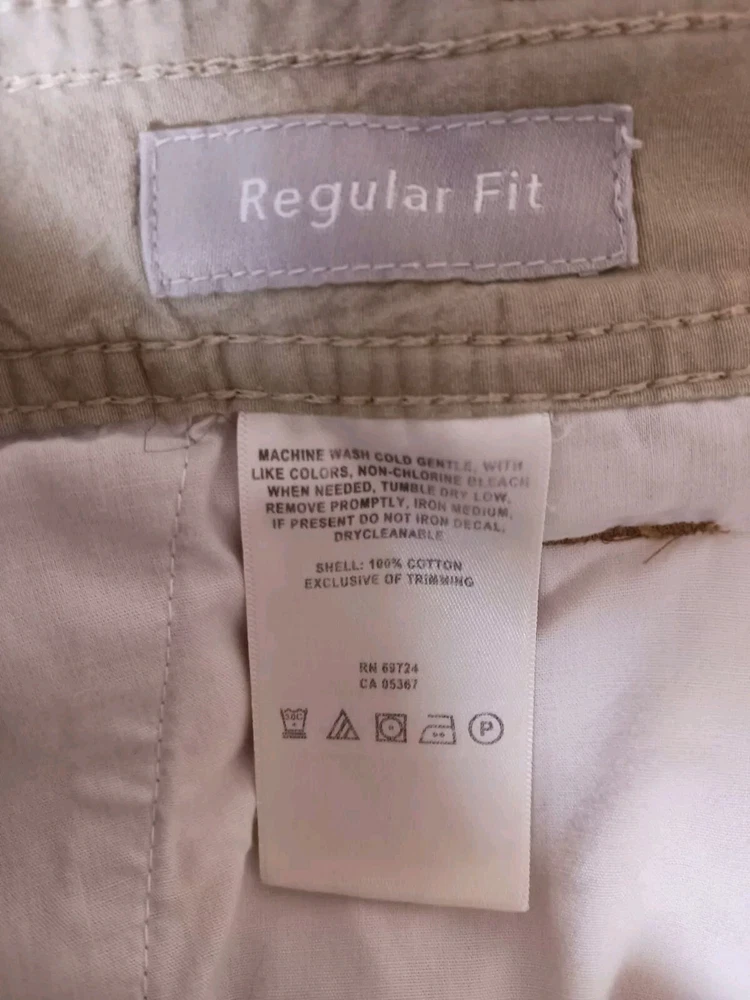 Regular Fit
MACHINE WASH COLD GENTLE, WITH
LIKE COLORS, NON-CHLORINE BLEACH
WHEN NEEDED, TUMBLE DRY LOW,
REMOVE PROMPTLY, IRON MEDIUM,
IF PRESENT DO NOT IRON DECAL,
DRYCLEANABLE
SHELL: 100% COTTON
EXCLUSIVE OF TRIMMING
RN 69724
CA 05367
30C
P